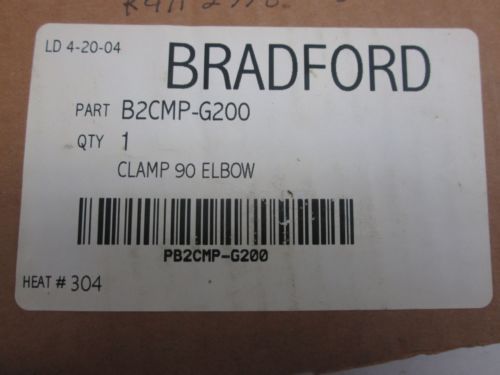 LD 4-20-04
BRADFORD
PART B2CMP-G200
QTY 1
CLAMP 90 ELBOW
PB2CMP-G200
HEAT # 304